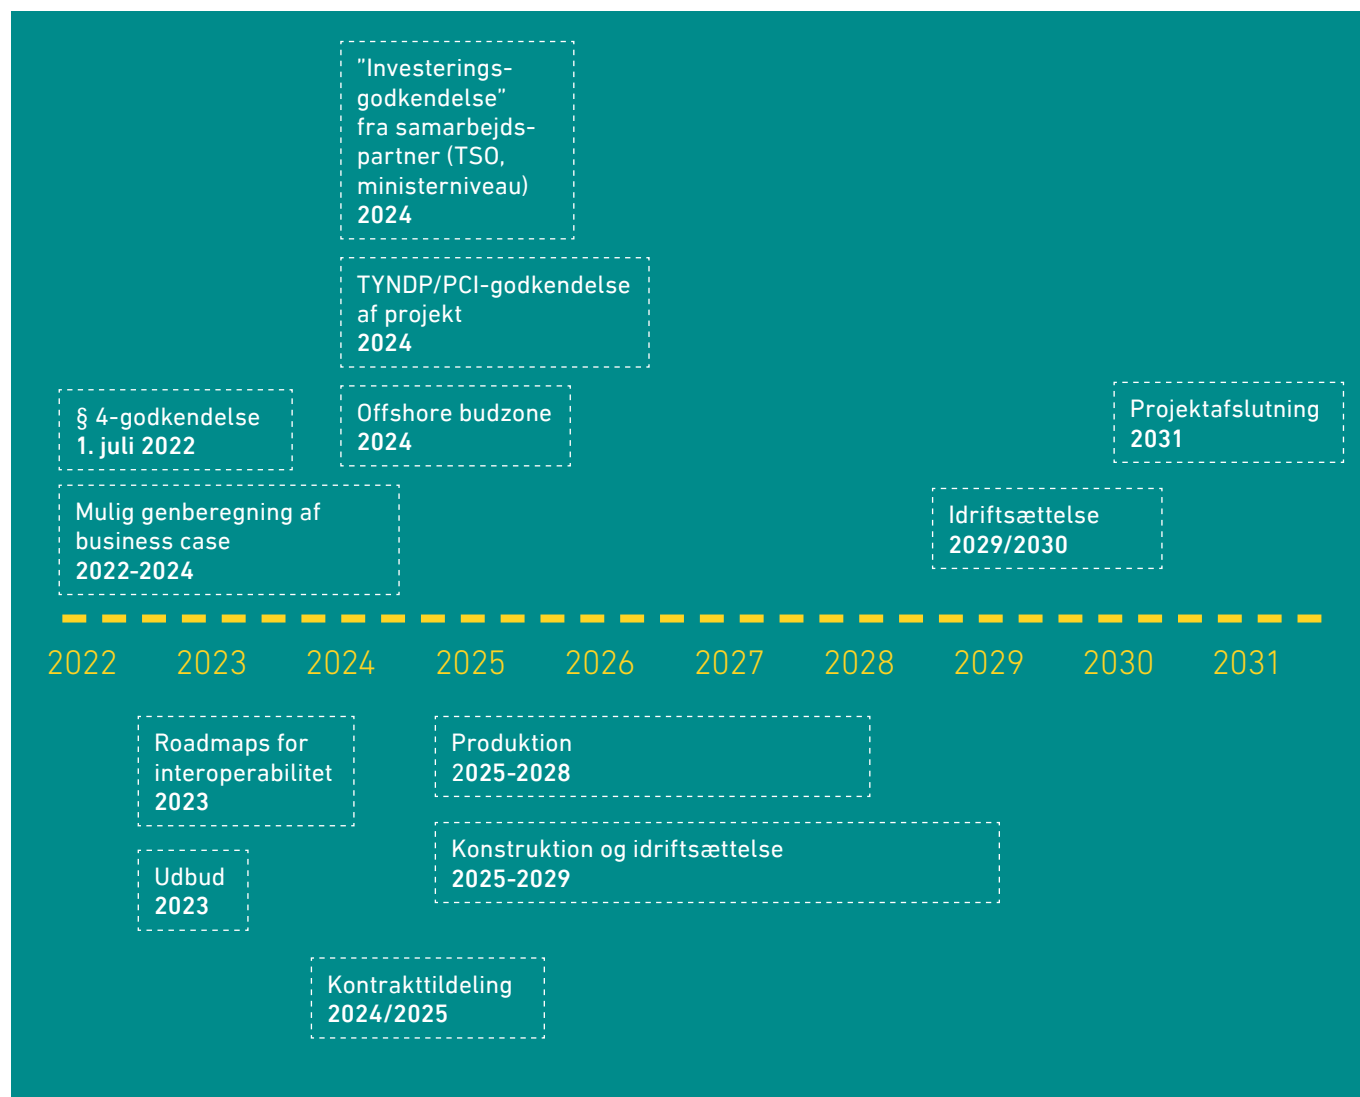 ”Investerings-
godkendelse”
fra samarbejds-
partner (TSO,
ministerniveau)
2024
TYNDP/PCI-godkendelse
af projekt
2024
§ 4-godkendelse
1. juli 2022
Offshore budzone
2024
Projektafslutning
2031
Mulig genberegning af
business case
2022-2024
Idriftsættelse
2029/2030
2022 2023 2024 2025 2026 2027 2028 2029 2030 2031
Roadmaps for
interoperabilitet
2023
Produktion
2025-2028
Udbud
2023
Konstruktion og idriftsættelse
2025-2029
Kontrakttildeling
2024/2025